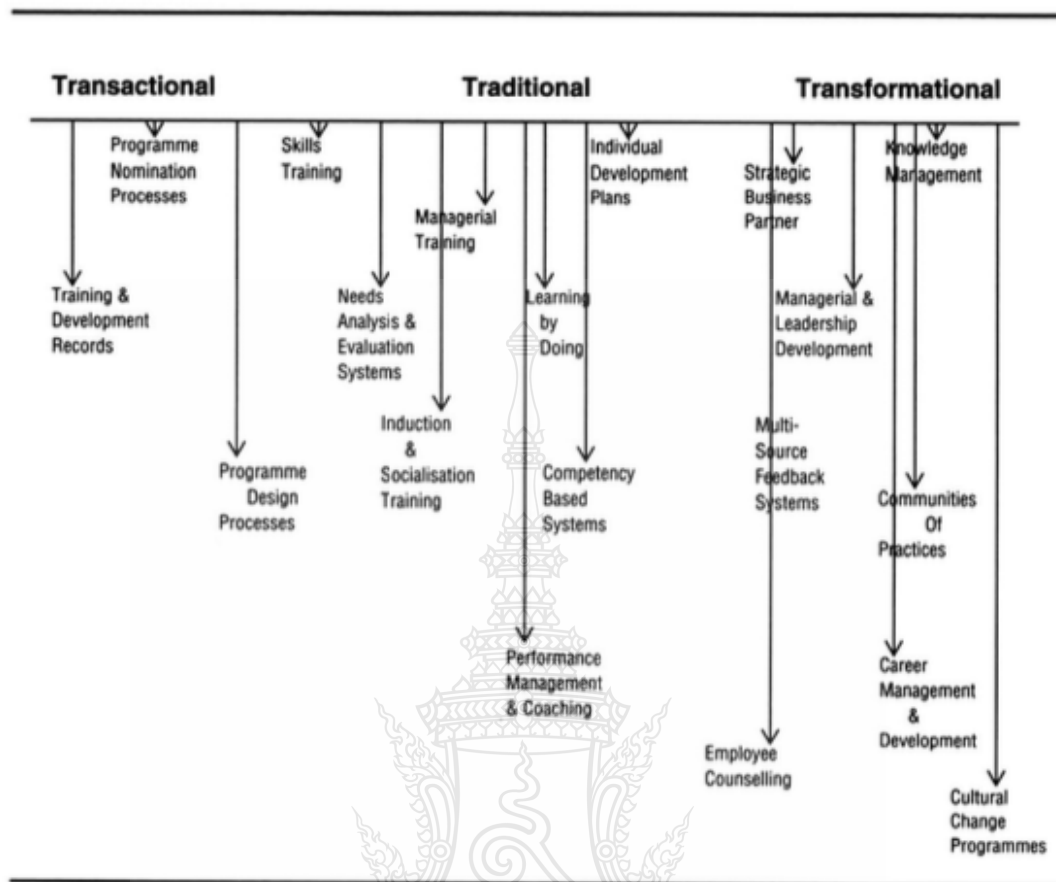 Transactional
Traditional
Transformational
Programme
Nomination
Processes
Skills
Training
Individual
Development
Plans
Strategic
Business
Partner
Knowledge
Management
Managerial
Training
Training &
Development
Records
Needs
Analysis &
Evaluation
Systems
Learning
by
Doing
Managerial &
Leadership
Development
Induction
&
Socialisation
Training
Multi-
Source
Feedback
Systems
Programme
Design
Processes
Competency
Based
Systems
Communities
Of
Practices
Performance
Management
& Coaching
Career
Management
&
Development
Employee
Counselling
Cultural
Change
Programmes